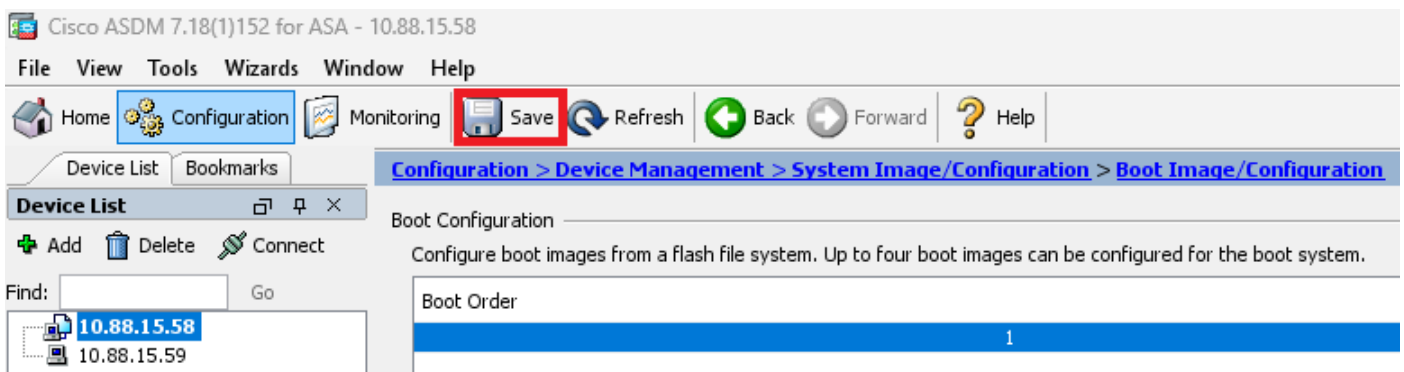 Cisco ASDM 7.18(1)152 for ASA - 10.88.15.58
File View Tools Wizards Window Help
Home Configuration Monitoring Save Refresh Back Forward Help
Device List Bookmarks
Configuration > Device Management > System Image/Configuration > Boot Image/Configuration
Device List
Add Delete Connect
Find: Go
10.88.15.58
10.88.15.59
Boot Configuration
Configure boot images from a flash file system. Up to four boot images can be configured for the boot system.
Boot Order
1